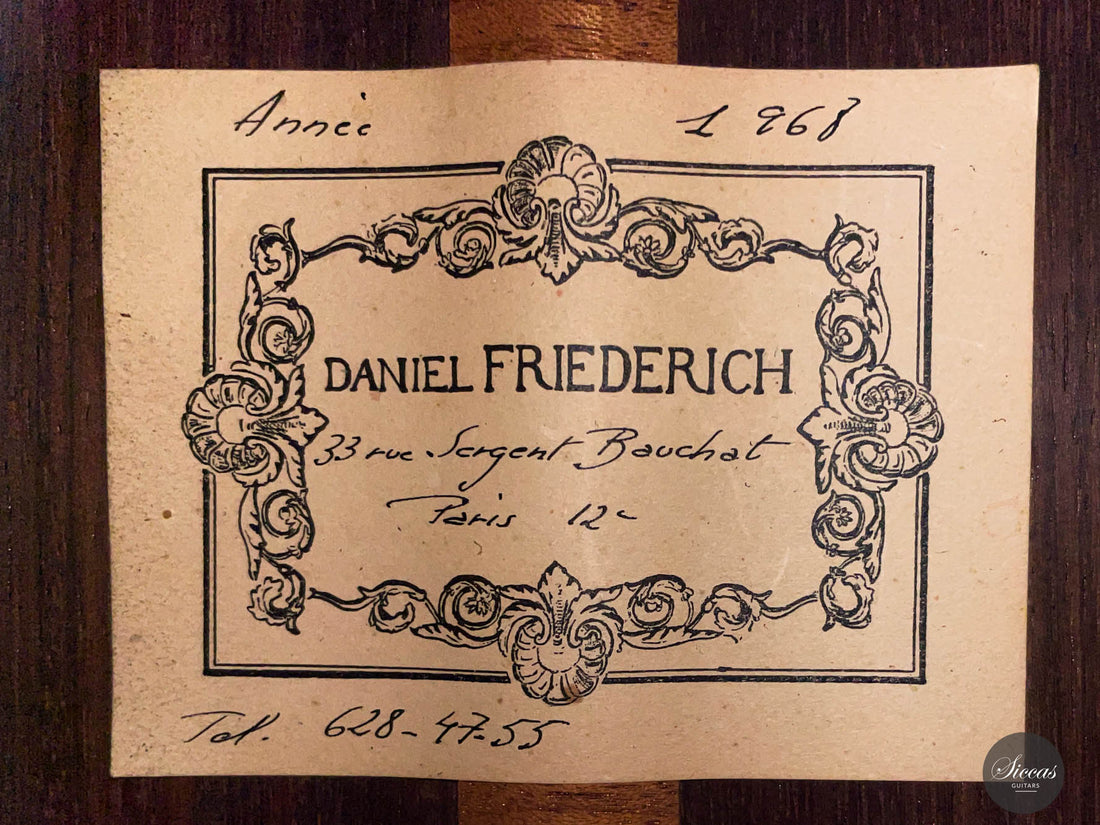 Année 1968
DANIEL FRIEDERICH
33 rue Sergent Bauchat
Paris 12e
Tel. 628-47-55
Siccas
GUITARS